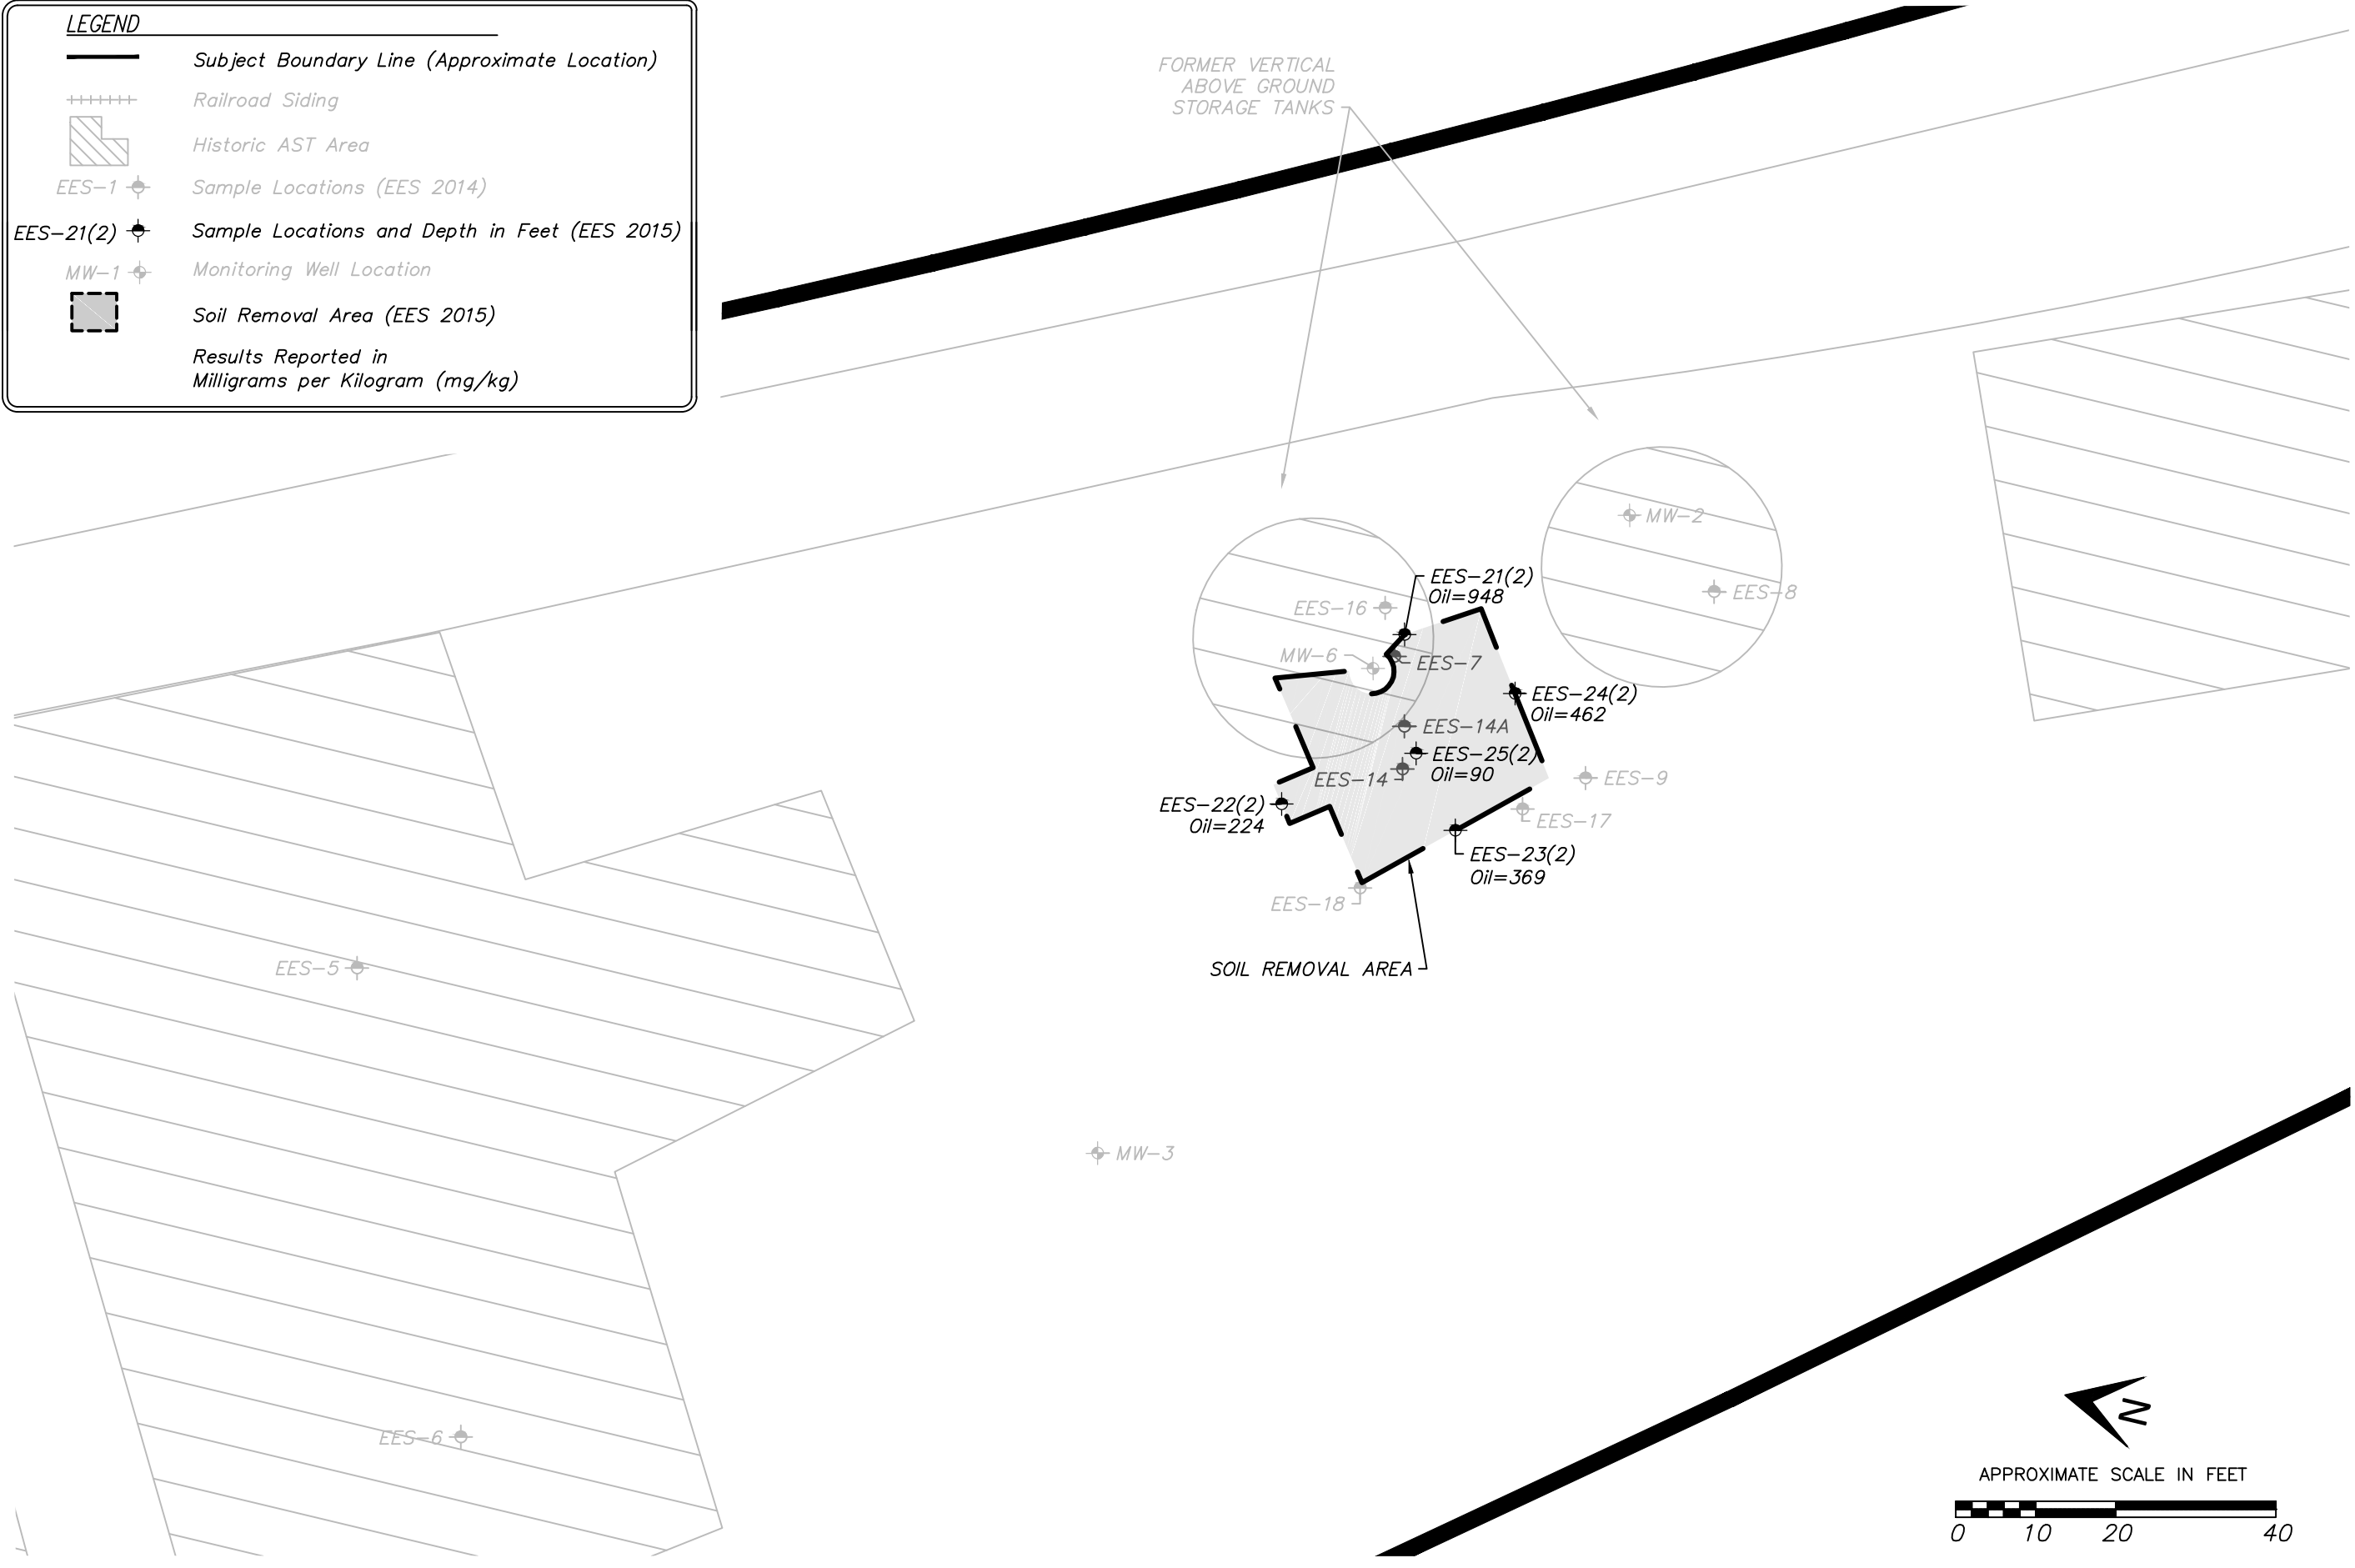 LEGEND
Subject Boundary Line (Approximate Location)
Railroad Siding
Historic AST Area
EES-1 Sample Locations (EES 2014)
EES-21(2) Sample Locations and Depth in Feet (EES 2015)
MW-1 Monitoring Well Location
Soil Removal Area (EES 2015)
Results Reported in
Milligrams per Kilogram (mg/kg)
FORMER VERTICAL
ABOVE GROUND
STORAGE TANKS
MW-2
EES-8
EES-21(2)
Oil=948
EES-16
MW-6
EES-7
EES-24(2)
Oil=462
EES-14A
EES-25(2)
Oil=90
EES-14
EES-9
EES-22(2)
Oil=224
EES-17
EES-23(2)
Oil=369
EES-18
SOIL REMOVAL AREA
EES-5
MW-3
EES-6
N
APPROXIMATE SCALE IN FEET
0 10 20 40